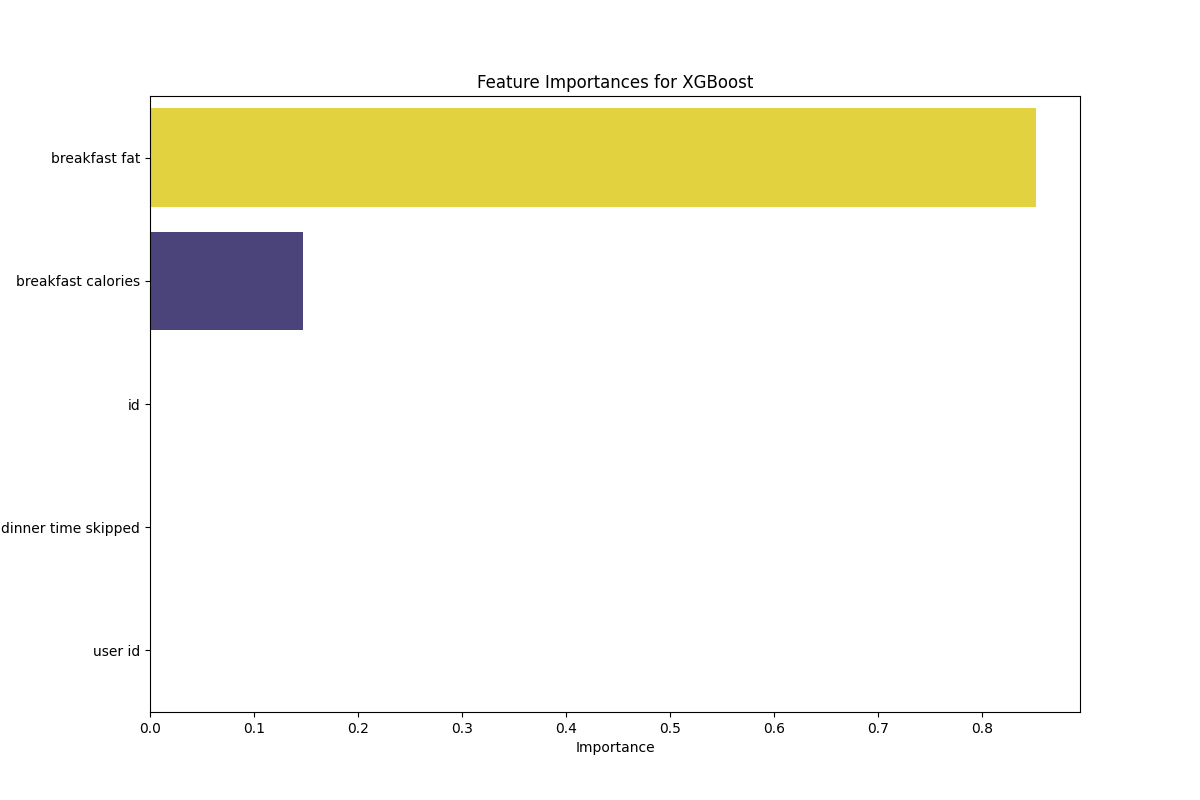 Feature Importances for XGBoost
breakfast fat
breakfast calories
id
dinner time skipped
user id
0.0 0.1 0.2 0.3 0.4 0.5 0.6 0.7 0.8
Importance